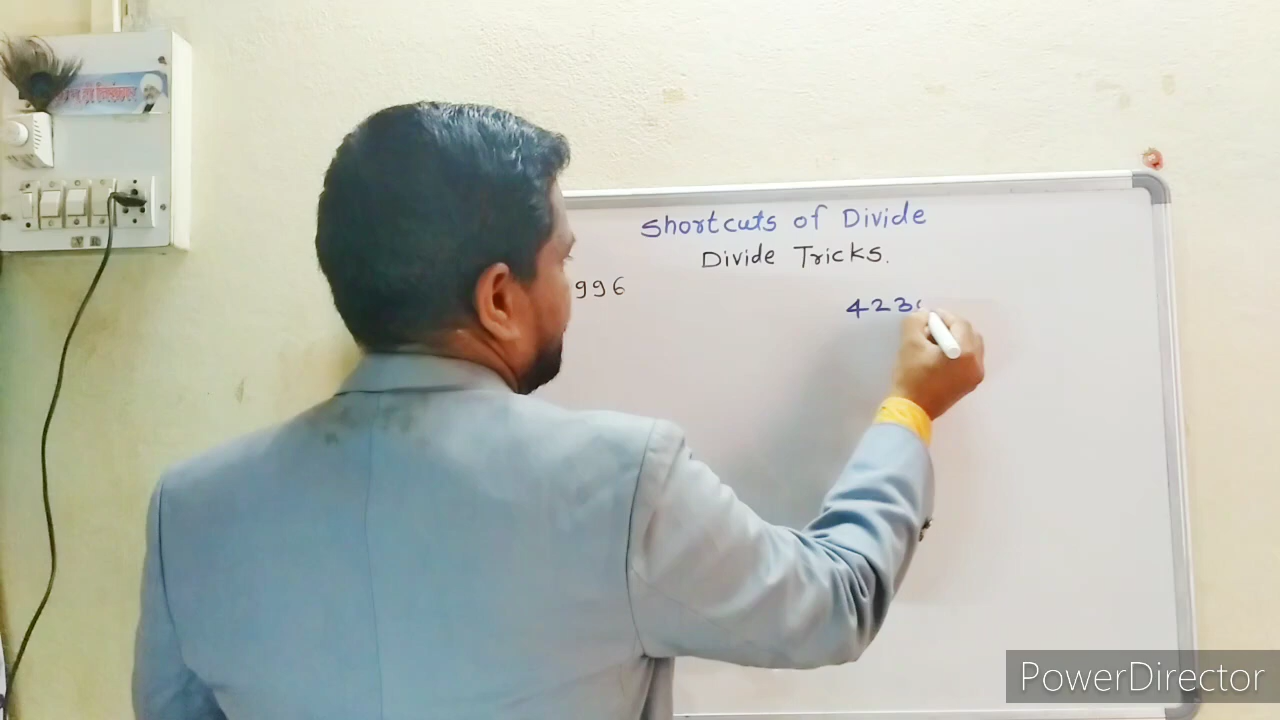 Shortcuts of Divide
Divide Tricks.
996
423
PowerDirector